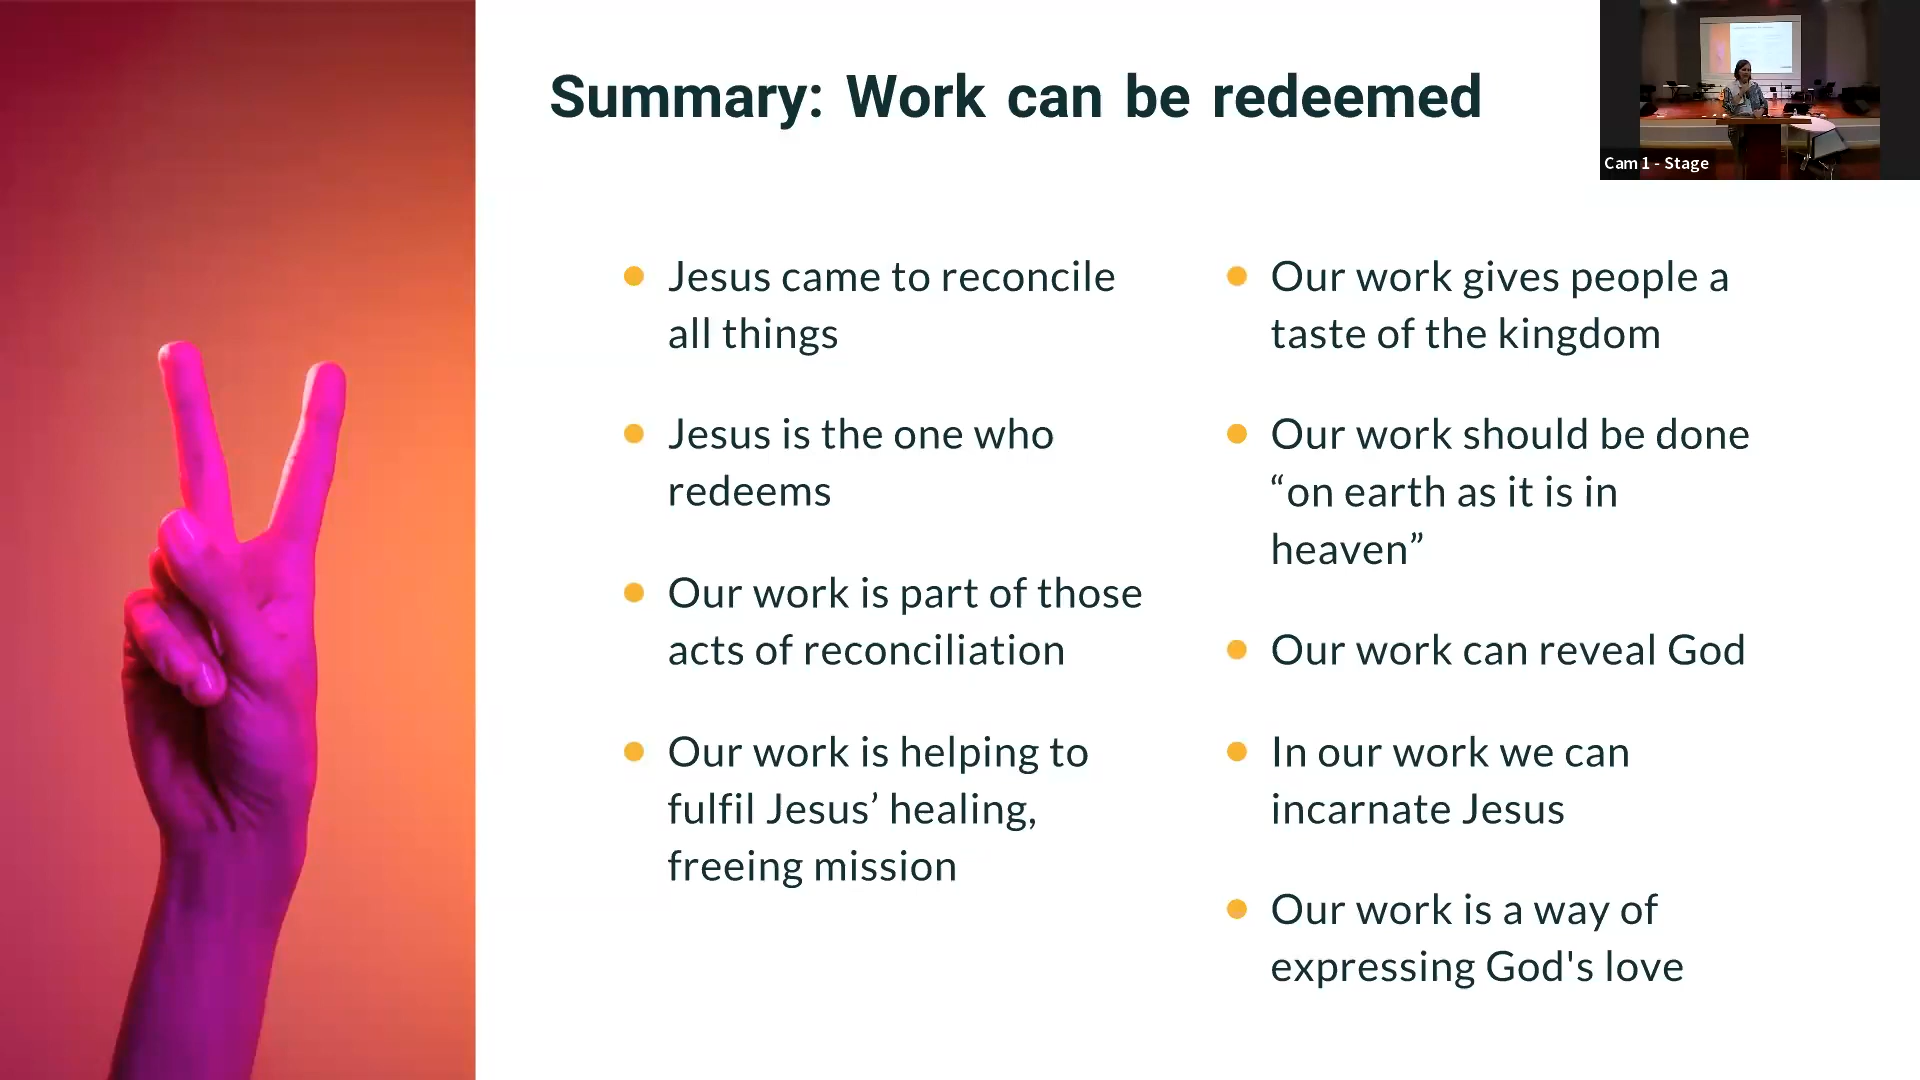 Summary: Work can be redeemed
Cam 1 - Stage
Jesus came to reconcile
all things
Jesus is the one who
redeems
Our work is part of those
acts of reconciliation
Our work is helping to
fulfil Jesus’ healing,
freeing mission
Our work gives people a
taste of the kingdom
Our work should be done
“on earth as it is in
heaven”
Our work can reveal God
In our work we can
incarnate Jesus
Our work is a way of
expressing God's love